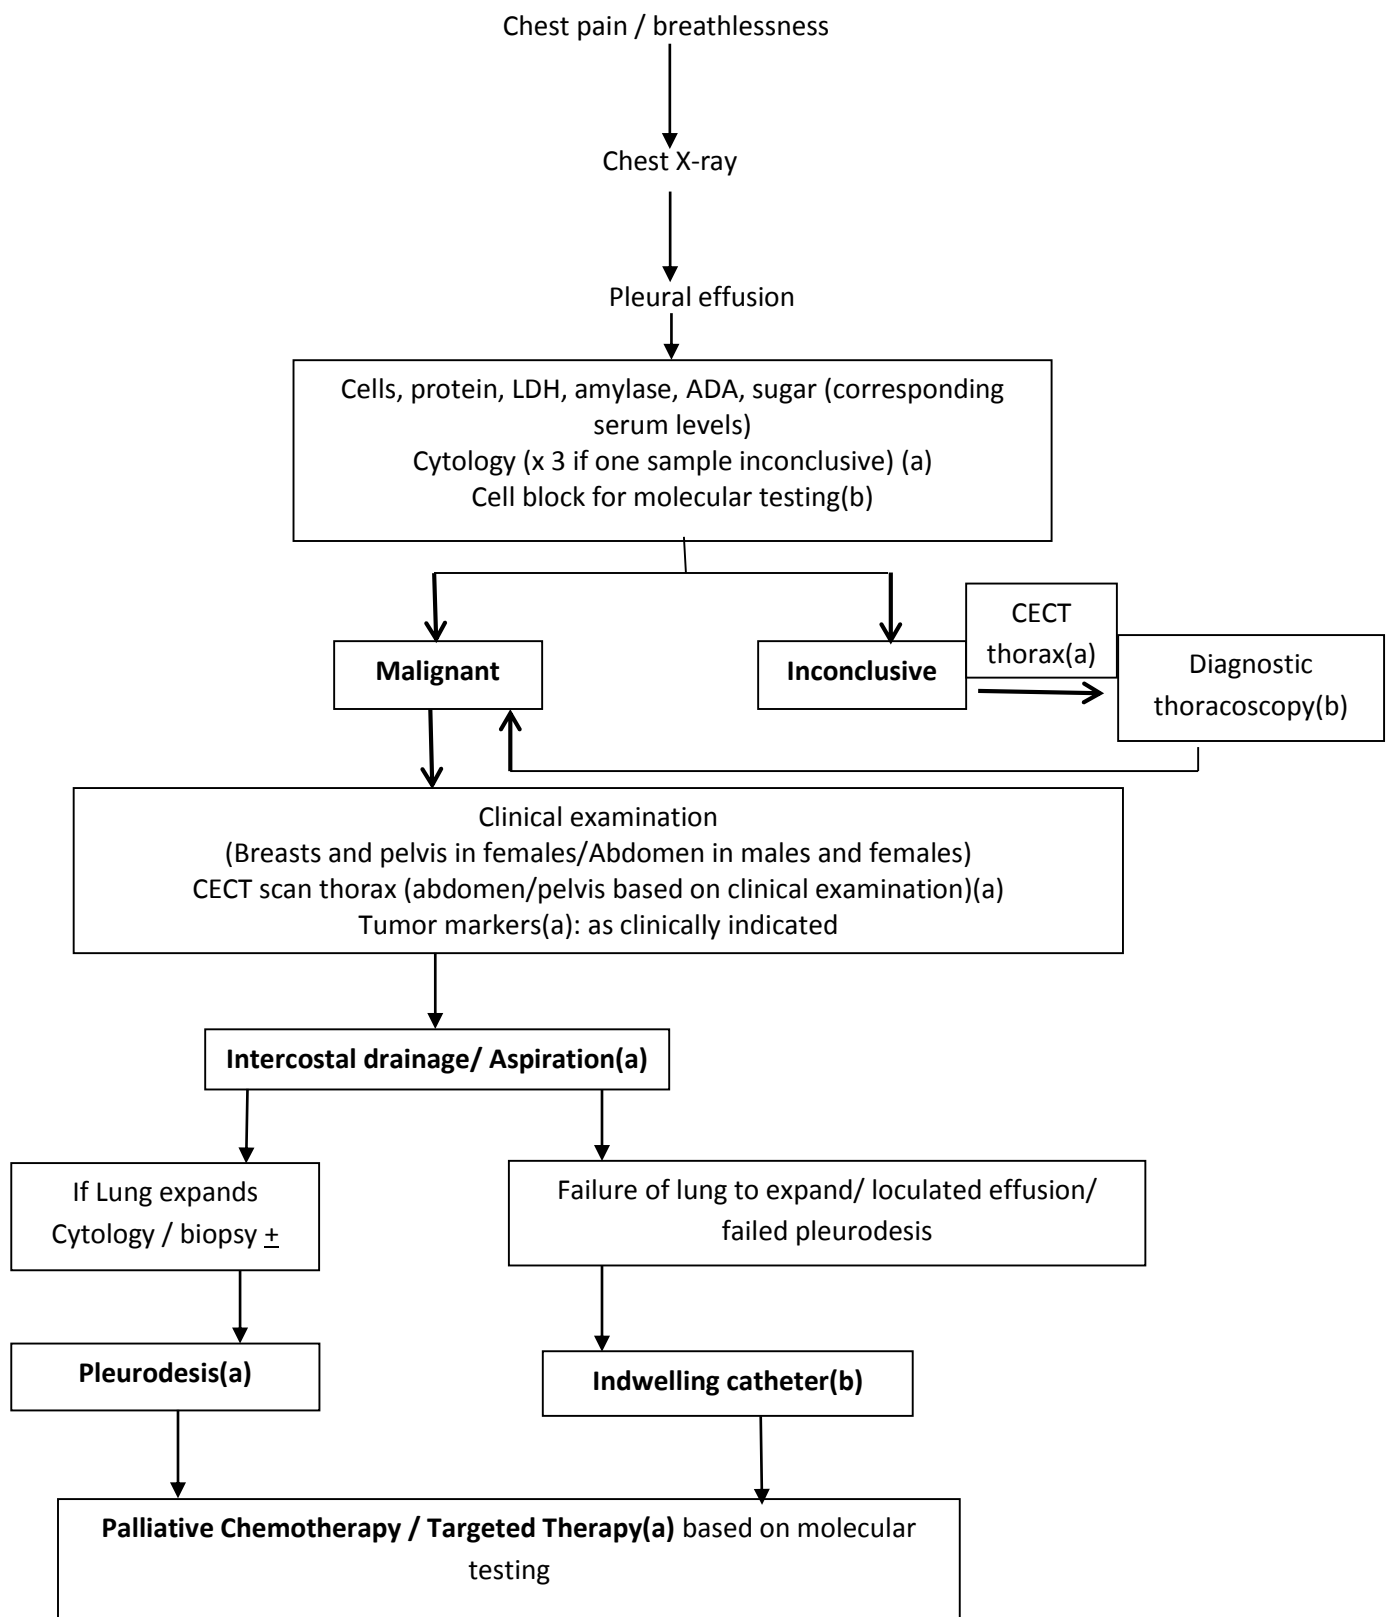 Chest pain / breathlessness
Chest X-ray
Pleural effusion
Cells, protein, LDH, amylase, ADA, sugar (corresponding
serum levels)
Cytology (x 3 if one sample inconclusive) (a)
Cell block for molecular testing(b)
Malignant
Inconclusive
CECT
thorax(a)
Diagnostic
thoracoscopy(b)
Clinical examination
(Breasts and pelvis in females/Abdomen in males and females)
CECT scan thorax (abdomen/pelvis based on clinical examination)(a)
Tumor markers(a): as clinically indicated
Intercostal drainage/ Aspiration(a)
If Lung expands
Cytology / biopsy ±
Failure of lung to expand/ loculated effusion/
failed pleurodesis
Pleurodesis(a)
Indwelling catheter(b)
Palliative Chemotherapy / Targeted Therapy(a) based on molecular
testing